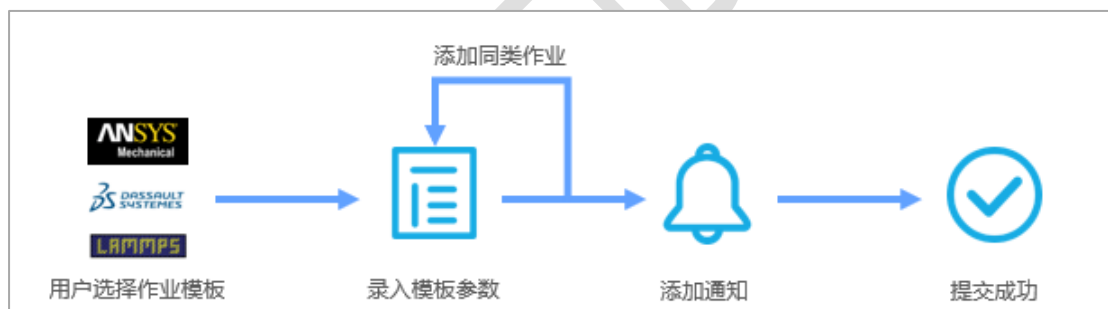 添加同类作业
ANSYS
Mechanical
DASSAULT
SYSTEMES
LAMMPS
用户选择作业模板
录入模板参数
添加通知
提交成功